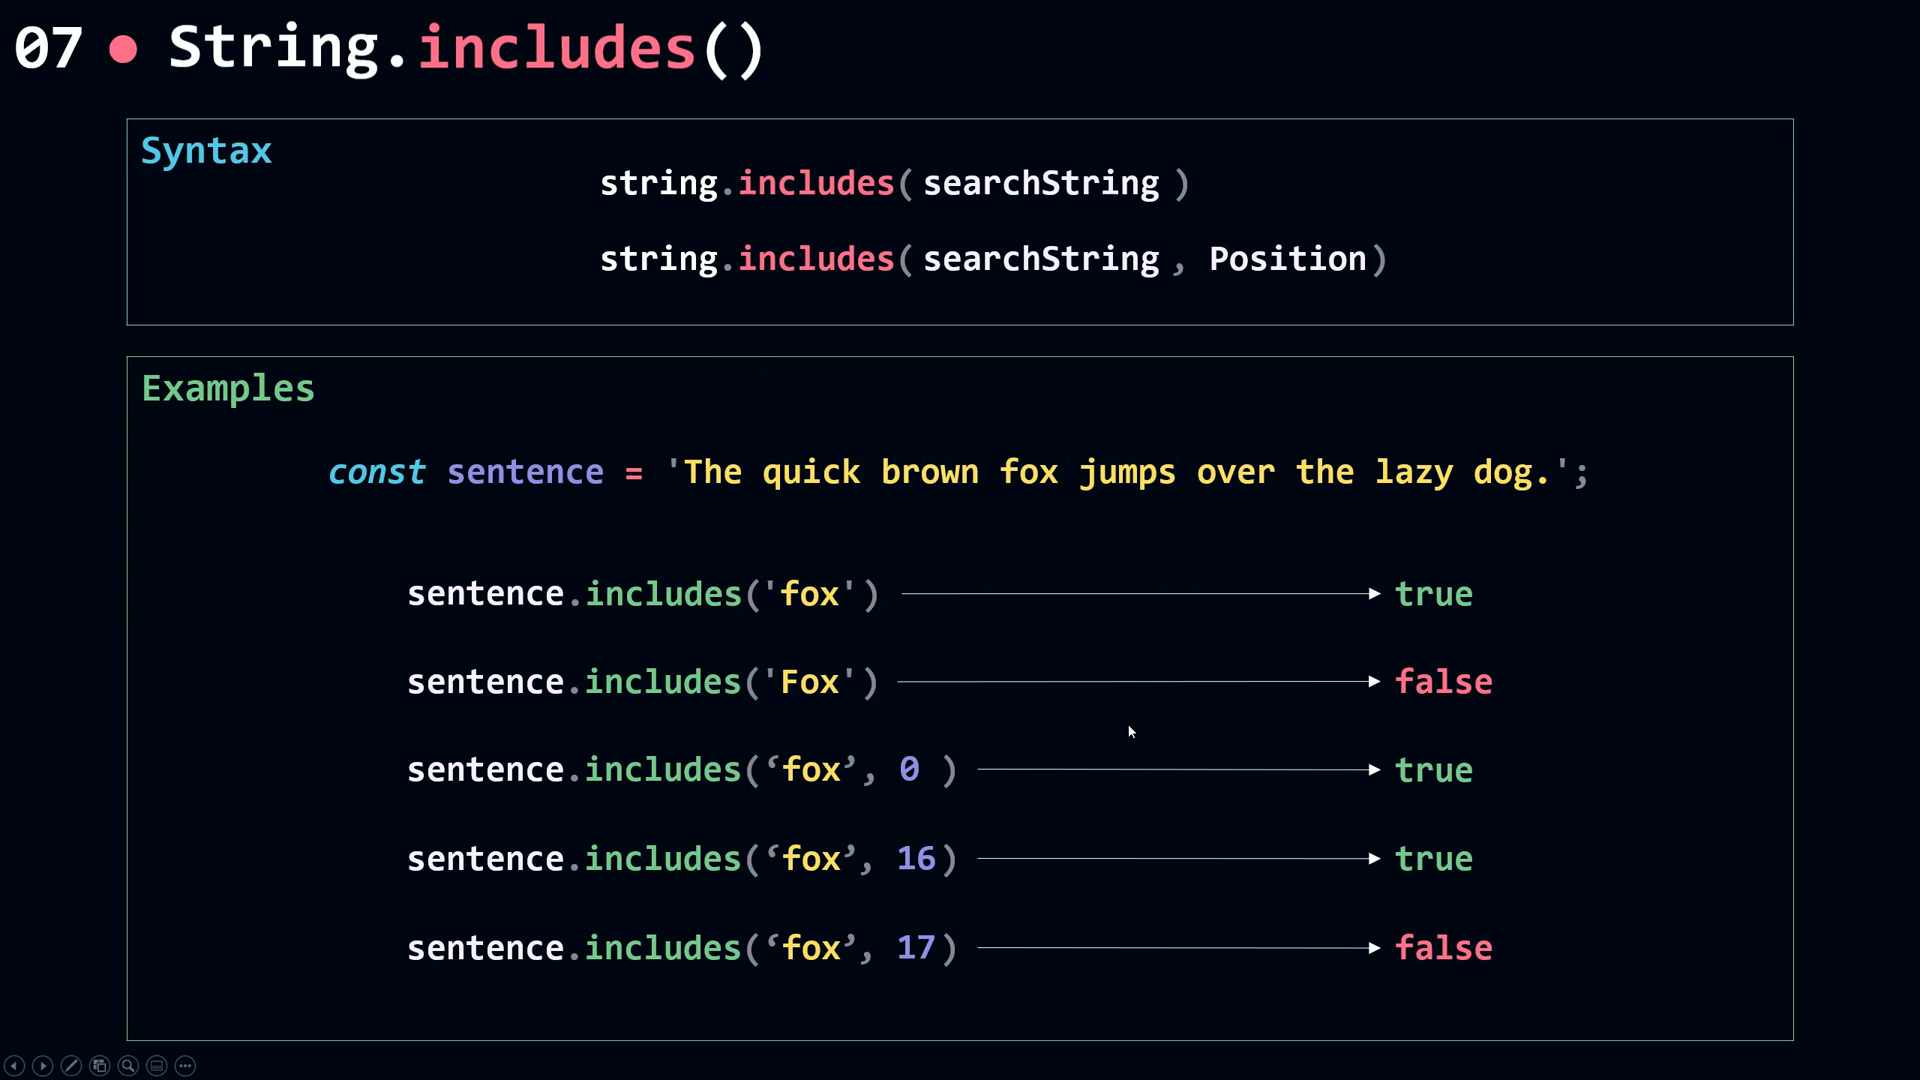 07 ● String.includes()
Syntax
string.includes( searchString )
string.includes( searchString , Position)
Examples
const sentence = 'The quick brown fox jumps over the lazy dog.';
sentence.includes('fox') true
sentence.includes('Fox') false
sentence.includes(‘fox’, 0 ) true
sentence.includes(‘fox’, 16) true
sentence.includes(‘fox’, 17) false